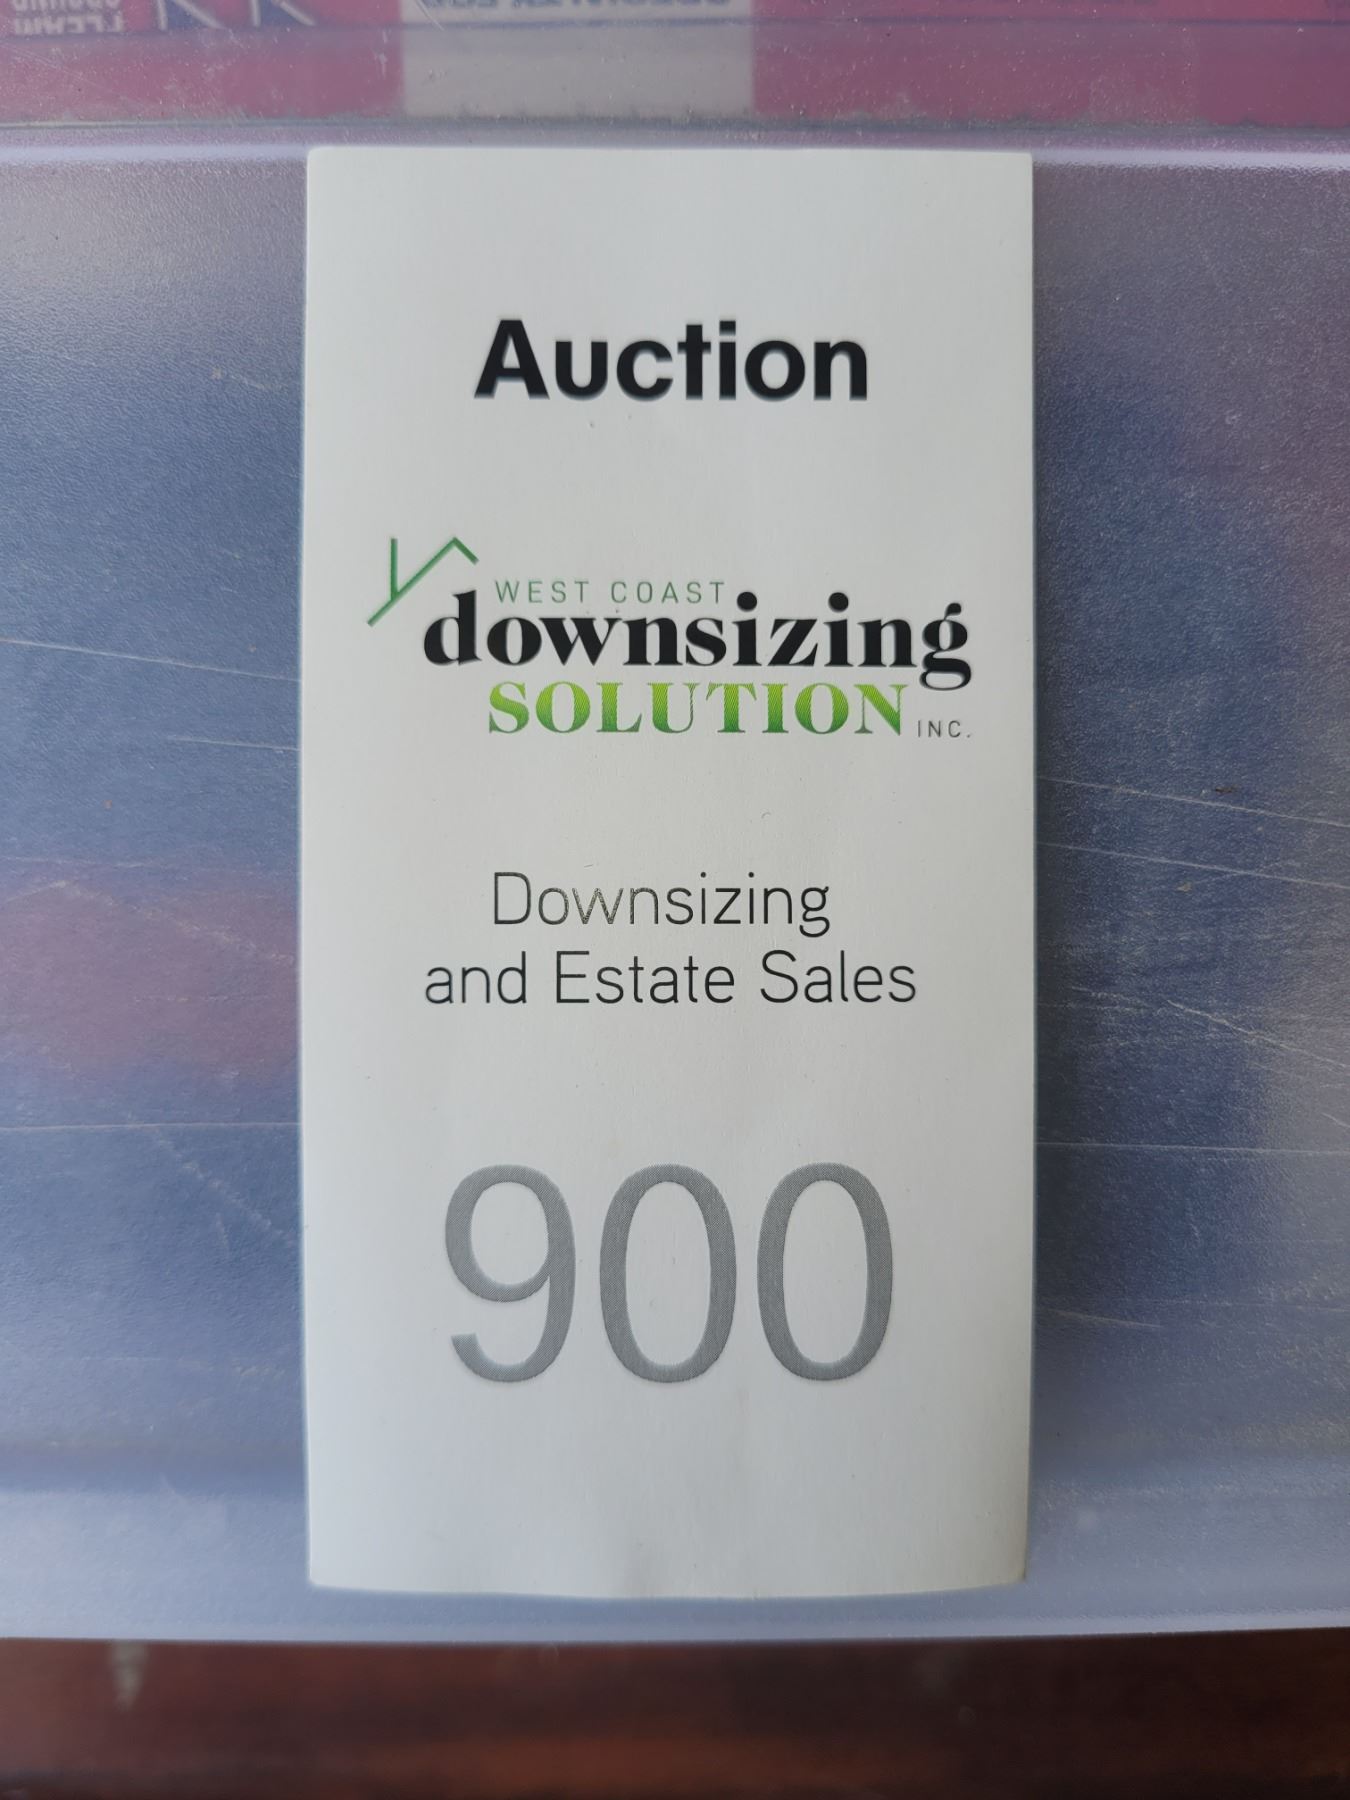 Auction
WEST COAST
downsizing
SOLUTION INC.
Downsizing
and Estate Sales
900